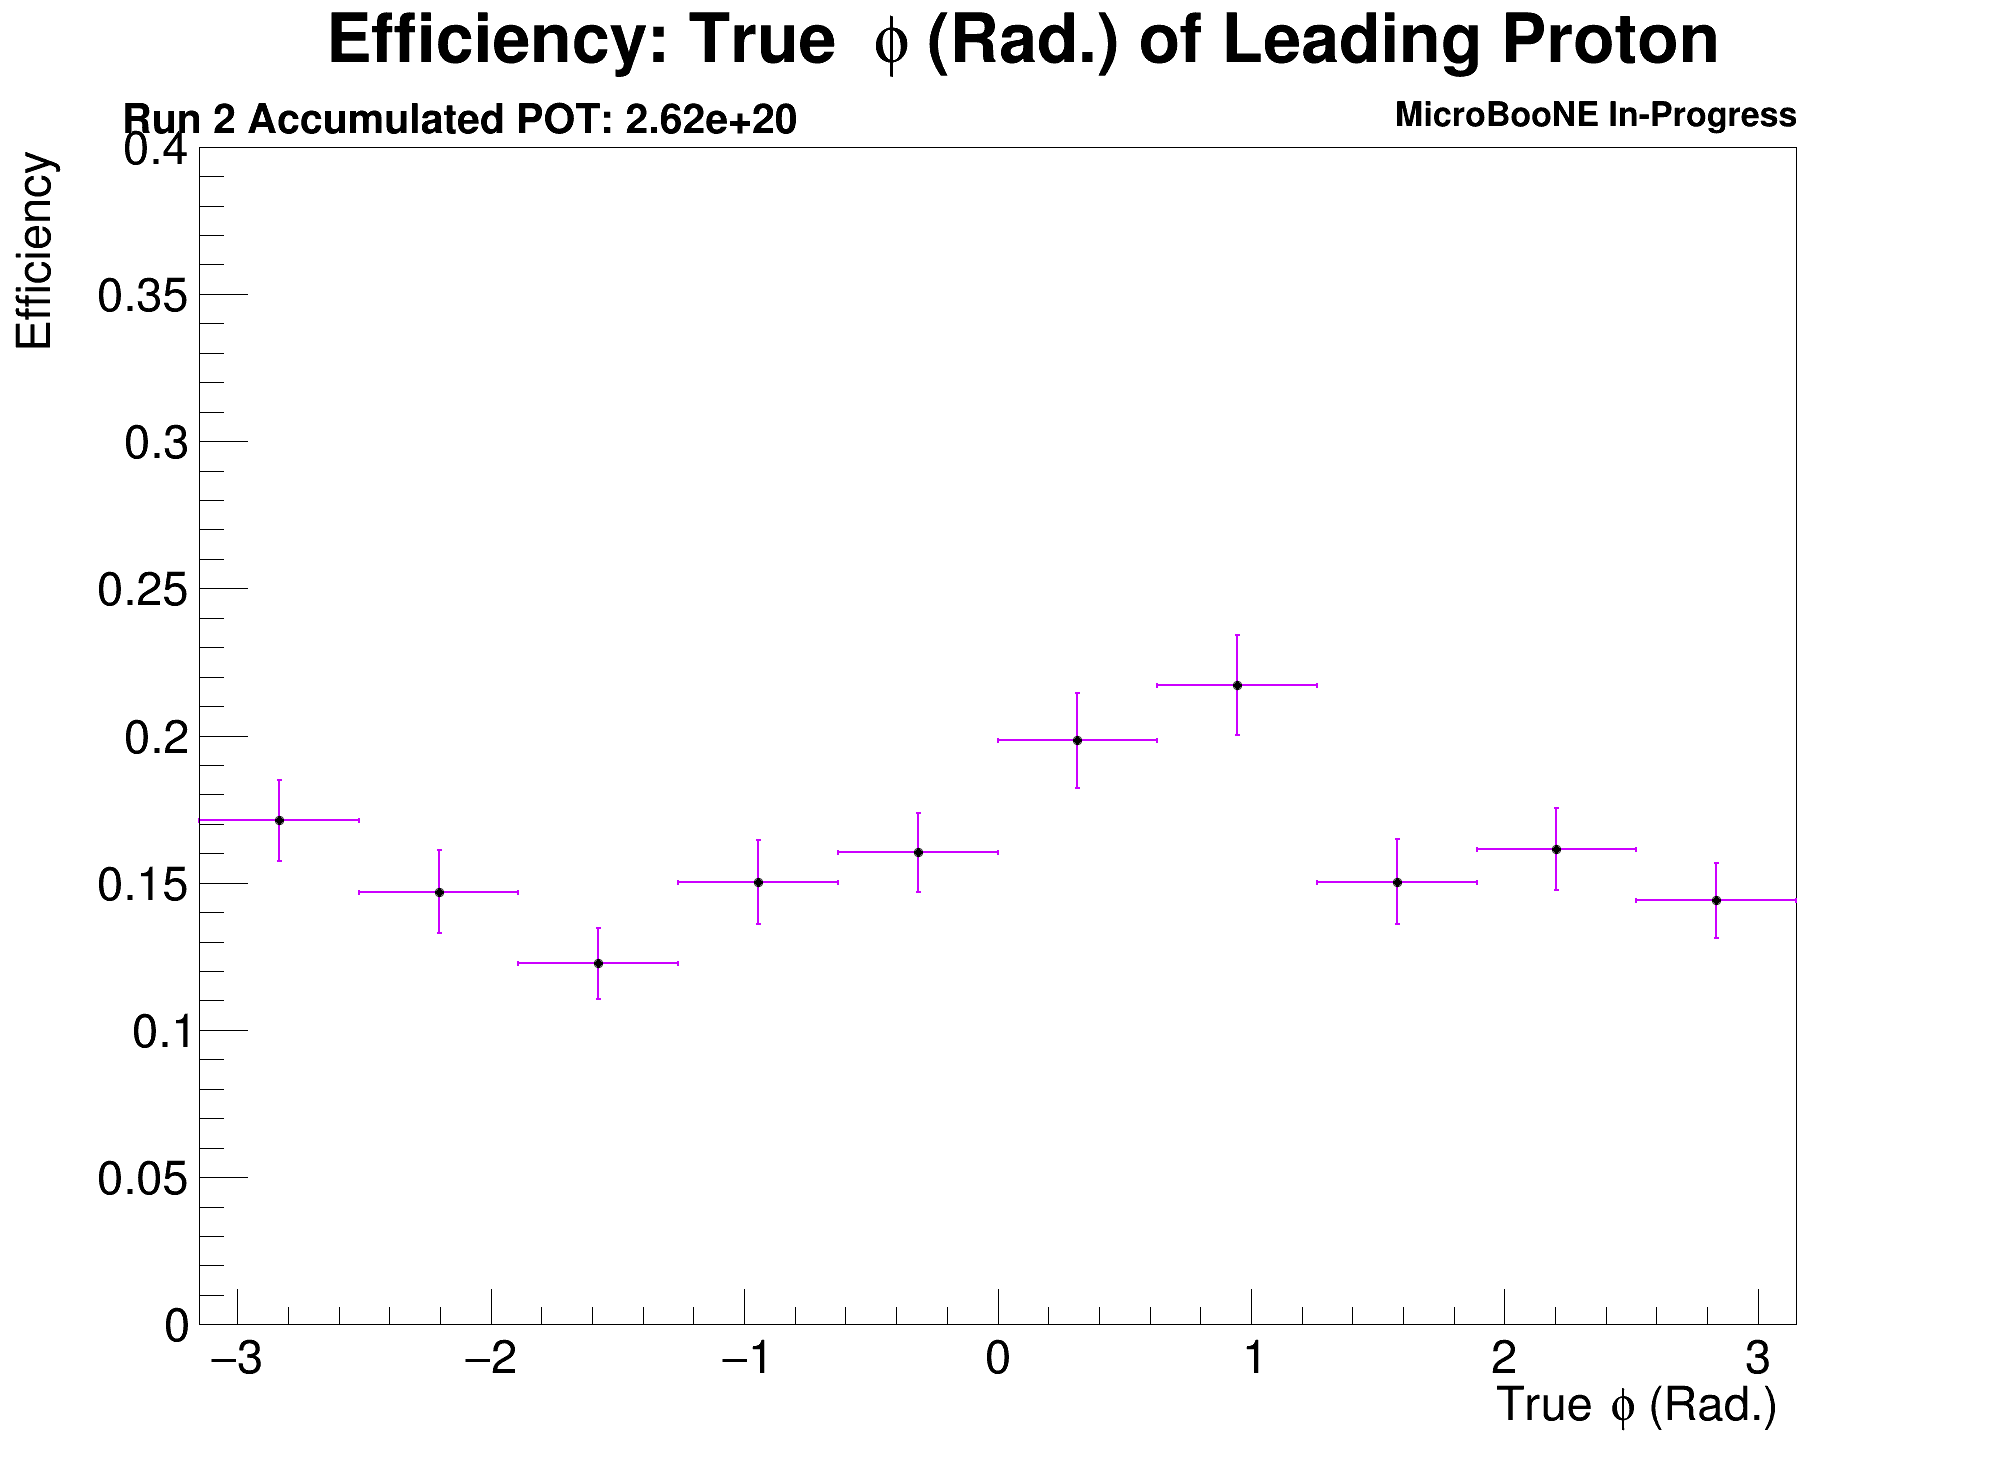 Efficiency: True ϕ (Rad.) of Leading Proton
Run 2 Accumulated POT: 2.62e+20
MicroBooNE In-Progress
Efficiency
0.4
0.35
0.3
0.25
0.2
0.15
0.1
0.05
0
−3 −2 −1 0 1 2 3
True ϕ (Rad.)